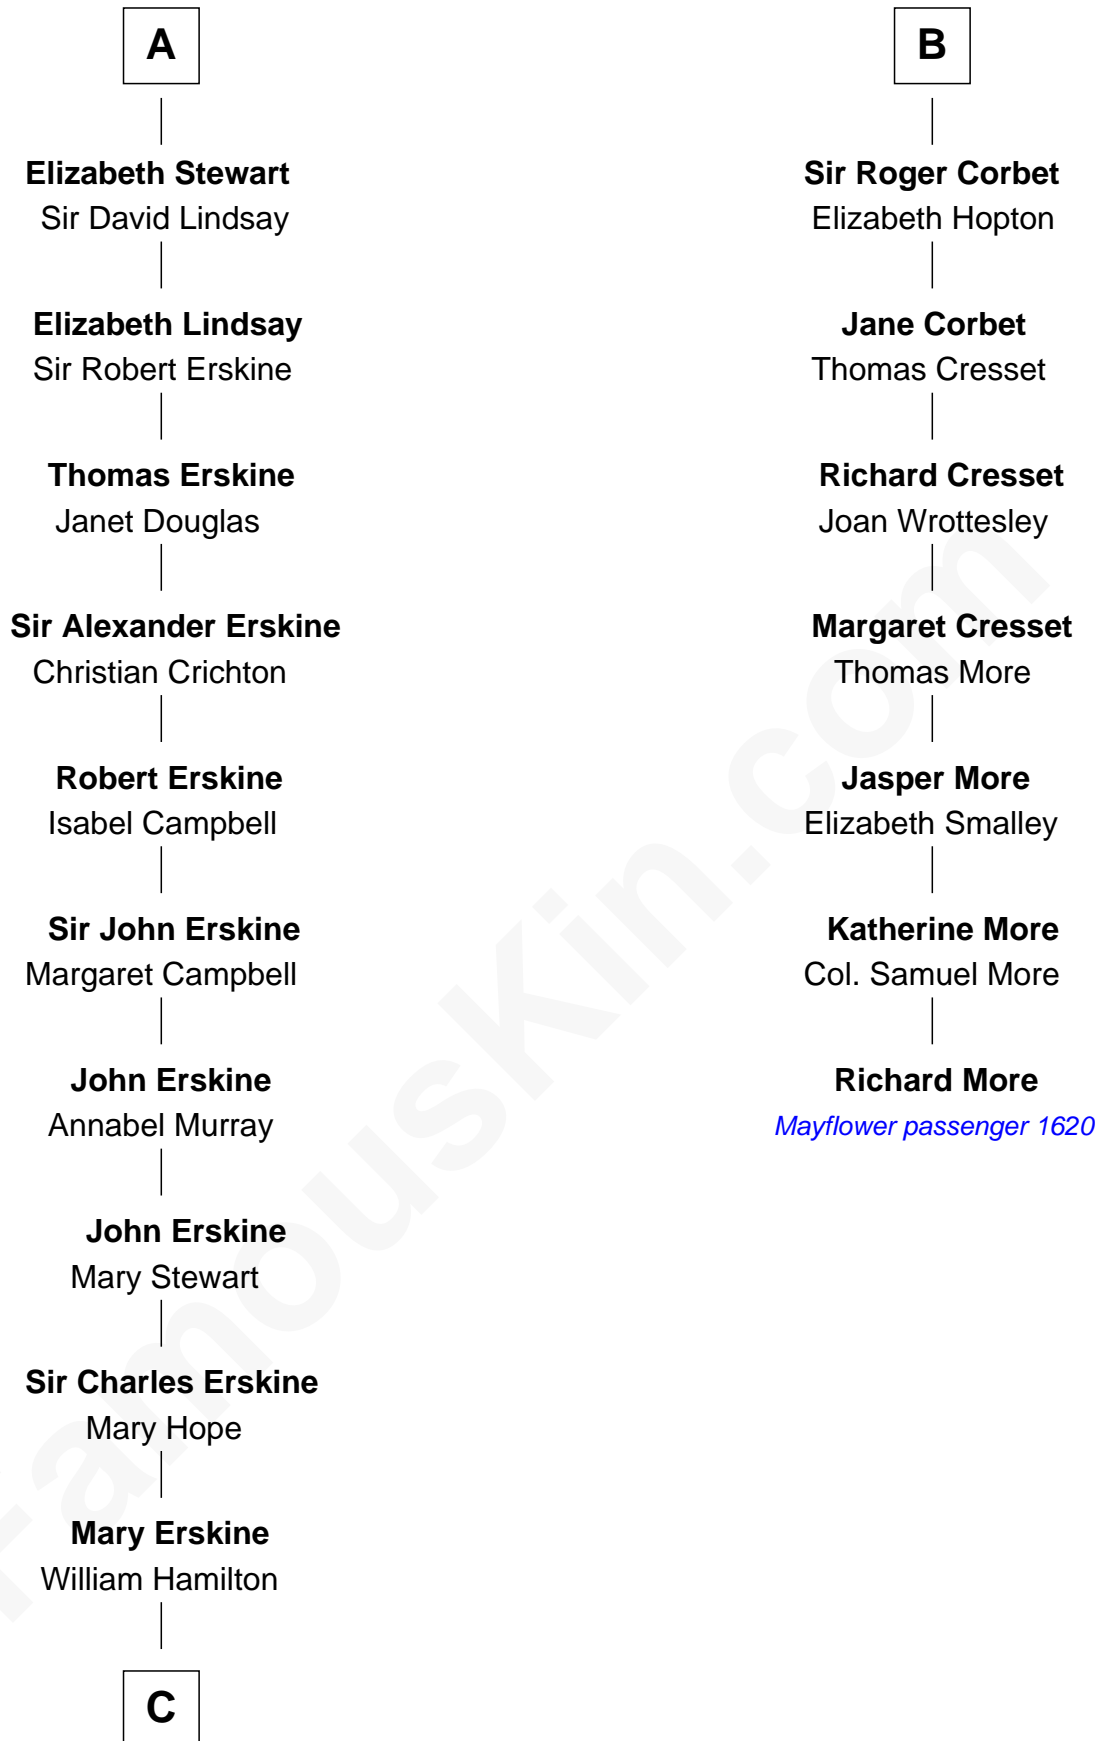 A
Elizabeth Stewart
Sir David Lindsay
Elizabeth Lindsay
Sir Robert Erskine
Thomas Erskine
Janet Douglas
Sir Alexander Erskine
Christian Crichton
Robert Erskine
Isabel Campbell
Sir John Erskine
Margaret Campbell
John Erskine
Annabel Murray
John Erskine
Mary Stewart
Sir Charles Erskine
Mary Hope
Mary Erskine
William Hamilton
C
B
Sir Roger Corbet
Elizabeth Hopton
Jane Corbet
Thomas Cresset
Richard Cresset
Joan Wrottesley
Margaret Cresset
Thomas More
Jasper More
Elizabeth Smalley
Katherine More
Col. Samuel More
Richard More
Mayflower passenger 1620
FamousKin.com